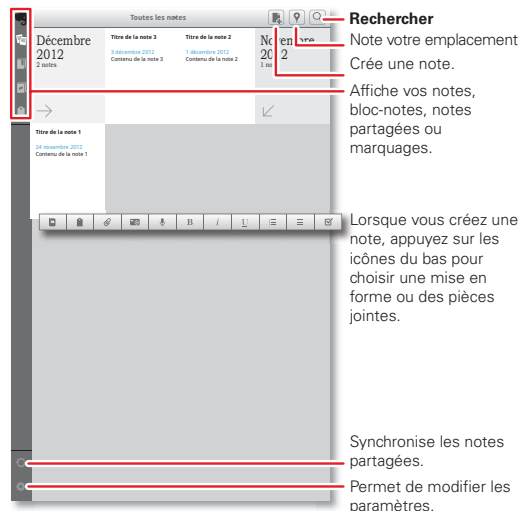 Toutes les notes
Décembre
2012
2 notes
Titre de la note 3
3 décembre 2012
Contenu de la note 3
Titre de la note 2
1 décembre 2012
Contenu de la note 2
Titre de la note 1
24 novembre 2012
Contenu de la note 1
B i U
Rechercher
Note votre emplacement
Crée une note.
Affiche vos notes,
bloc-notes, notes
partagées ou
marquages.
Lorsque vous créez une
note, appuyez sur les
icônes du bas pour
choisir une mise en
forme ou des pièces
jointes.
Synchronise les notes
partagées.
Permet de modifier les
paramètres.